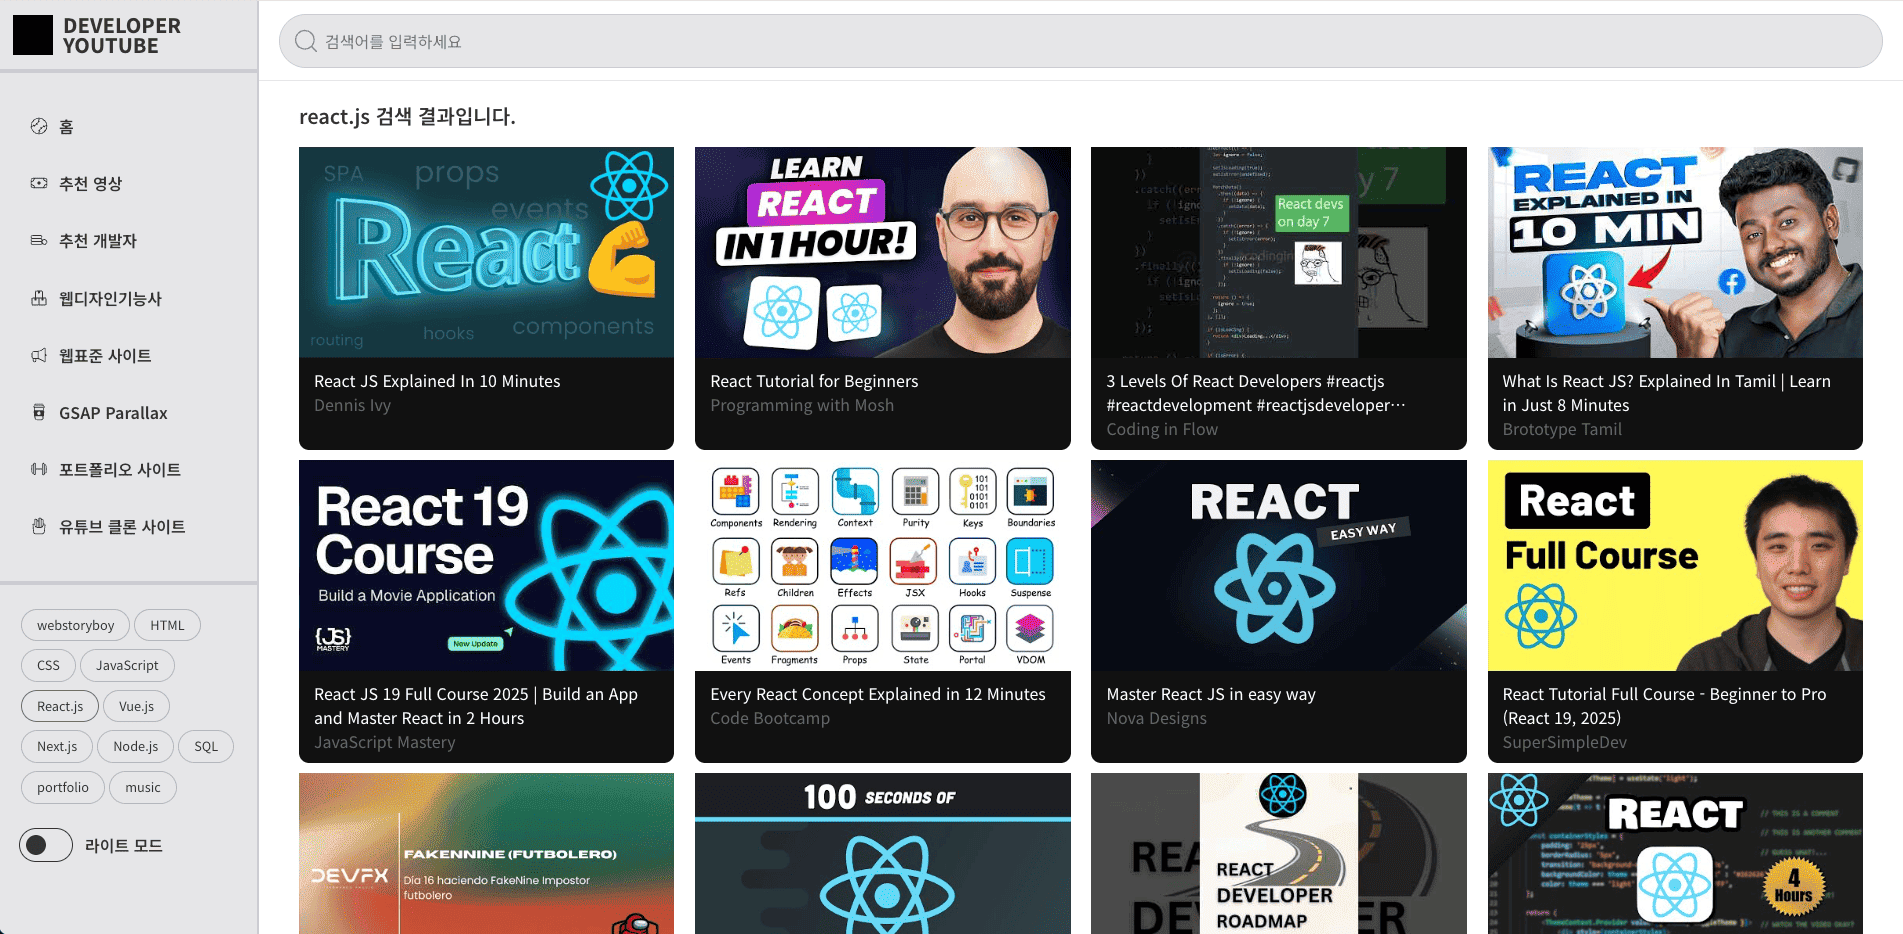 DEVELOPER
YOUTUBE
검색어를 입력하세요
홈
추천 영상
추천 개발자
웹디자인기능사
웹표준 사이트
GSAP Parallax
포트폴리오 사이트
유튜브 클론 사이트
webstoryboy
HTML
CSS
JavaScript
React.js
Vue.js
Next.js
Node.js
SQL
portfolio
music
라이트 모드
react.js 검색 결과입니다.
SPA
props
events
React
routing
hooks
components
React JS Explained In 10 Minutes
Dennis Ivy
LEARN
REACT
IN 1 HOUR!
React Tutorial for Beginners
Programming with Mosh
React devs
on day 7
3 Levels Of React Developers #reactjs
#reactdevelopment #reactjsdeveloper…
Coding in Flow
REACT
EXPLAINED IN
10 MIN
What Is React JS? Explained In Tamil | Learn
in Just 8 Minutes
Brototype Tamil
React 19
Course
Build a Movie Application
{JS}
MASTERY
New Update
React JS 19 Full Course 2025 | Build an App
and Master React in 2 Hours
JavaScript Mastery
Components
Rendering
Context
Purity
Keys
Boundaries
Refs
Children
Effects
JSX
Hooks
Suspense
Events
Fragments
Props
State
Portal
VDOM
Every React Concept Explained in 12 Minutes
Code Bootcamp
REACT
EASY WAY
Master React JS in easy way
Nova Designs
React
Full Course
React Tutorial Full Course - Beginner to Pro
(React 19, 2025)
SuperSimpleDev
DEVFX
FAKENNINE (FUTBOLERO)
Día 16 haciendo FakeNine Impostor
futbolero
100 SECONDS OF
REACT
DEVELOPER
ROADMAP
REACT
4
Hours